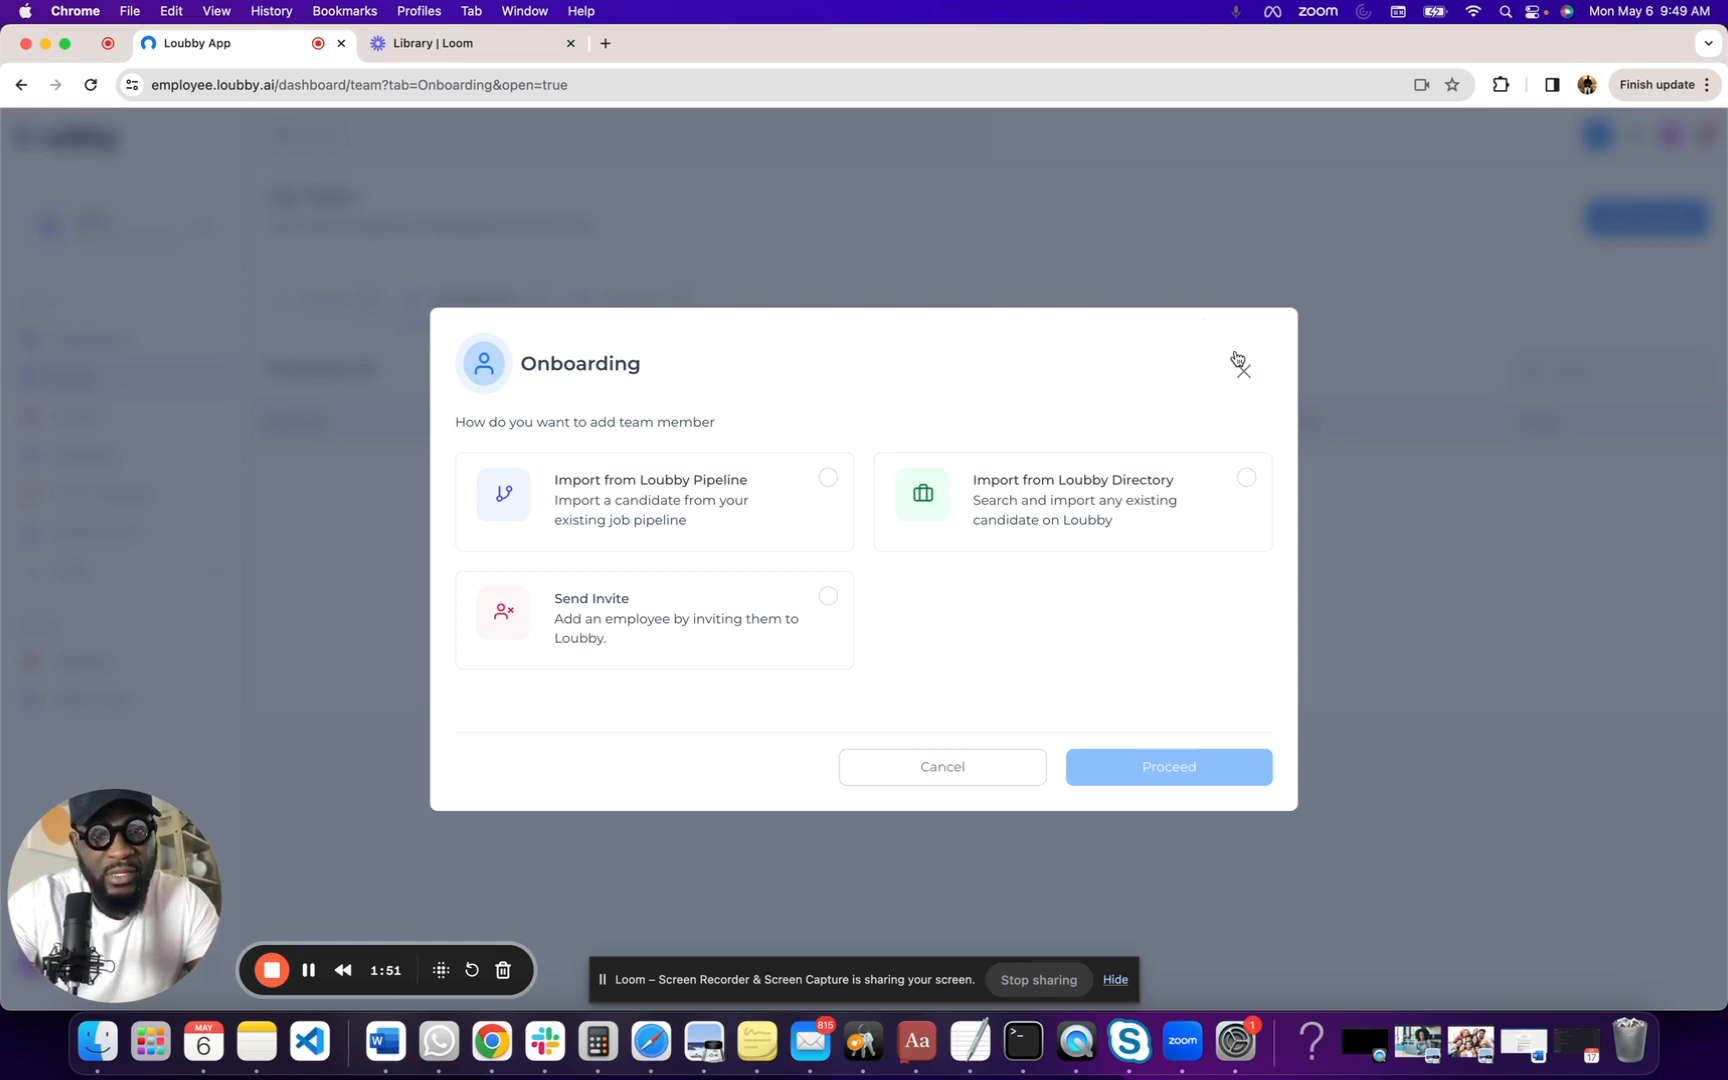 Chrome File Edit View History Bookmarks Profiles Tab Window Help zoom Mon May 6 9:49 AM
Loubby App Library | Loom
employee.loubby.ai/dashboard/team?tab=Onboarding&open=true Finish update
Onboarding
How do you want to add team member
Import from Loubby Pipeline
Import a candidate from your
existing job pipeline
Import from Loubby Directory
Search and import any existing
candidate on Loubby
Send Invite
Add an employee by inviting them to
Loubby.
Cancel Proceed
1:51
Loom – Screen Recorder & Screen Capture is sharing your screen. Stop sharing Hide
MAY
6
815
Aa
zoom
1
17